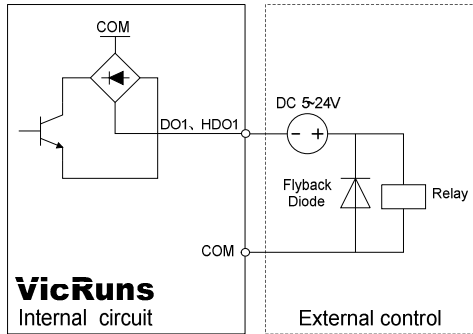 COM
DC 5~24V
DO1、HDO1
- +
Flyback
Diode
Relay
COM
VicRuns
Internal circuit
External control